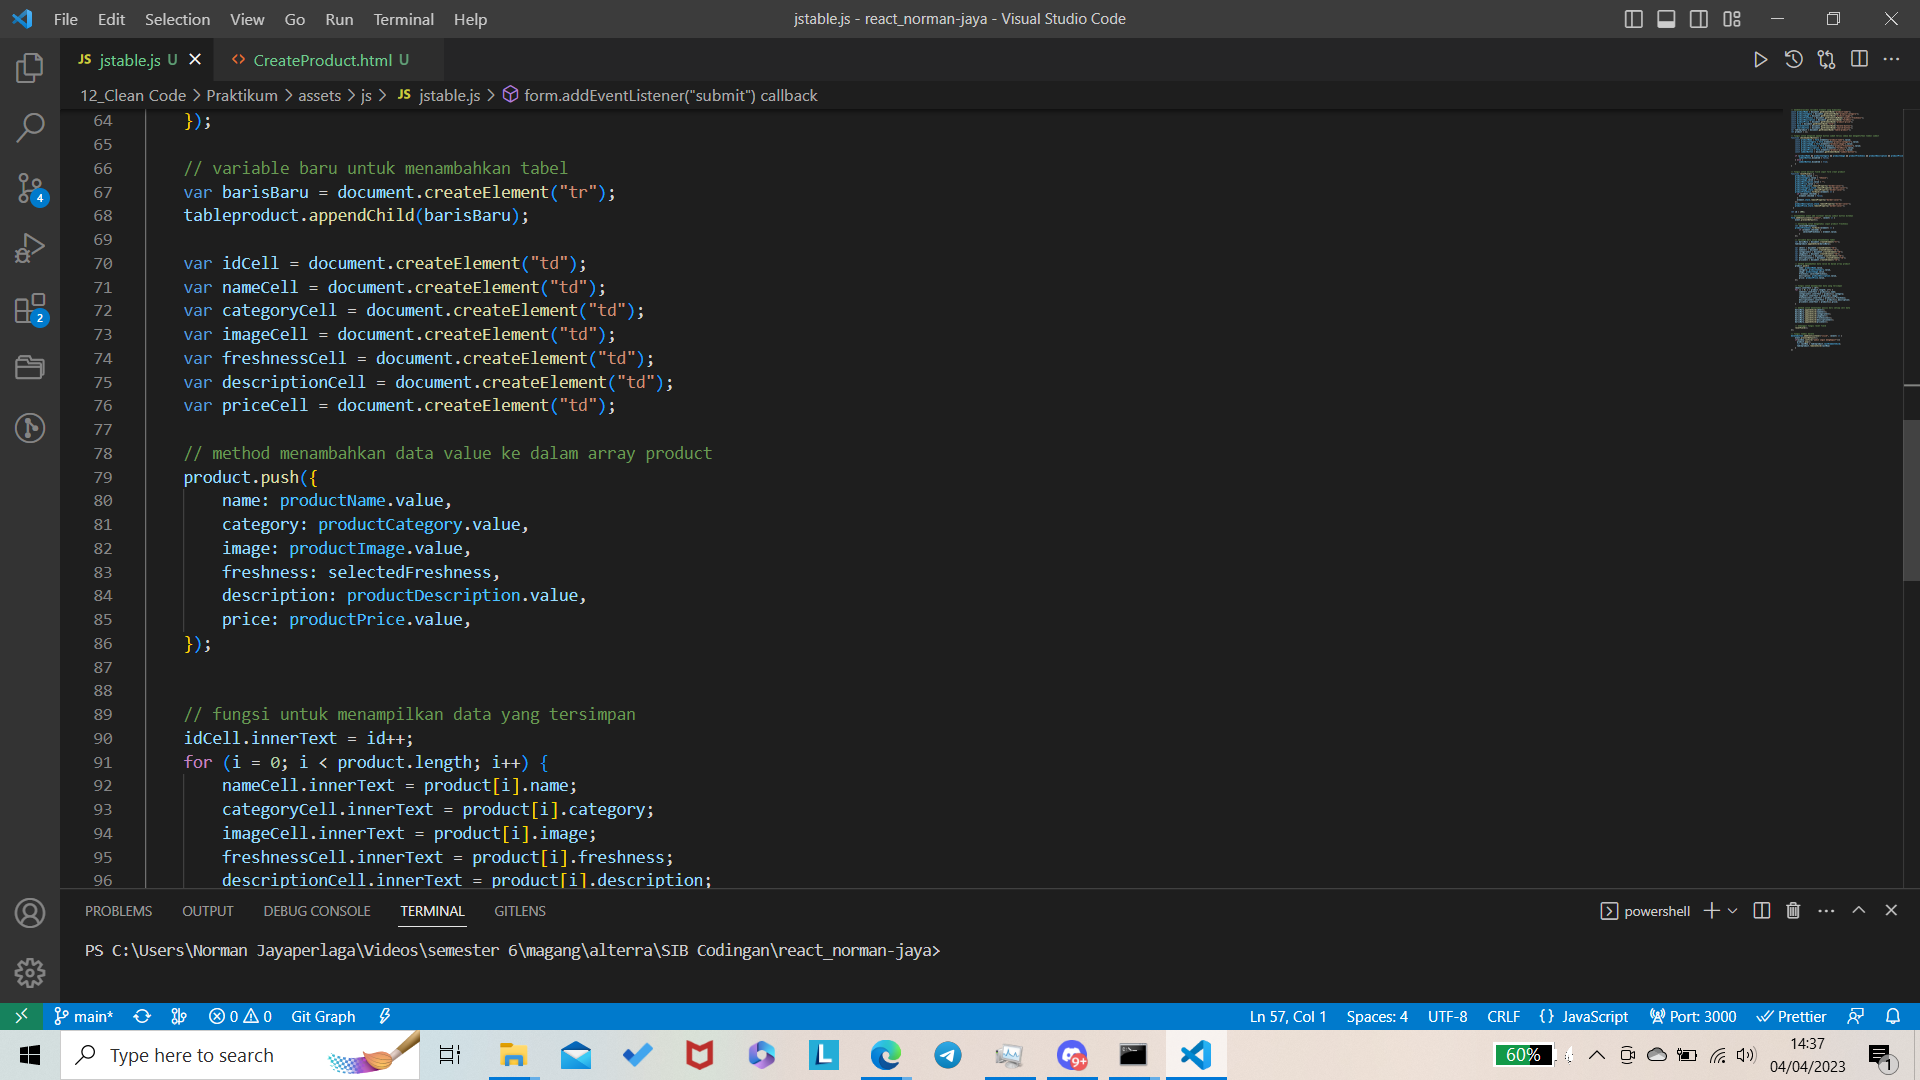 File Edit Selection View Go Run Terminal Help
jstable.js - react_norman-jaya - Visual Studio Code
JS jstable.js U
<> CreateProduct.html U
12_Clean Code > Praktikum > assets > js > JS jstable.js > form.addEventListener("submit") callback
64 });
65
66 // variable baru untuk menambahkan tabel
67 var barisBaru = document.createElement("tr");
68 tableproduct.appendChild(barisBaru);
69
70 var idCell = document.createElement("td");
71 var nameCell = document.createElement("td");
72 var categoryCell = document.createElement("td");
73 var imageCell = document.createElement("td");
74 var freshnessCell = document.createElement("td");
75 var descriptionCell = document.createElement("td");
76 var priceCell = document.createElement("td");
77
78 // method menambahkan data value ke dalam array product
79 product.push({
80 name: productName.value,
81 category: productCategory.value,
82 image: productImage.value,
83 freshness: selectedFreshness,
84 description: productDescription.value,
85 price: productPrice.value,
86 });
87
88
89 // fungsi untuk menampilkan data yang tersimpan
90 idCell.innerText = id++;
91 for (i = 0; i < product.length; i++) {
92 nameCell.innerText = product[i].name;
93 categoryCell.innerText = product[i].category;
94 imageCell.innerText = product[i].image;
95 freshnessCell.innerText = product[i].freshness;
96 descriptionCell.innerText = product[i].description;
4
2
PROBLEMS OUTPUT DEBUG CONSOLE TERMINAL GITLENS
powershell
PS C:\Users\Norman Jayaperlaga\Videos\semester 6\magang\alterra\SIB Codingan\react_norman-jaya>
main* 0 0 Git Graph
Ln 57, Col 1 Spaces: 4 UTF-8 CRLF {} JavaScript Port: 3000 Prettier
Type here to search
L
9+
60%
14:37
04/04/2023
1